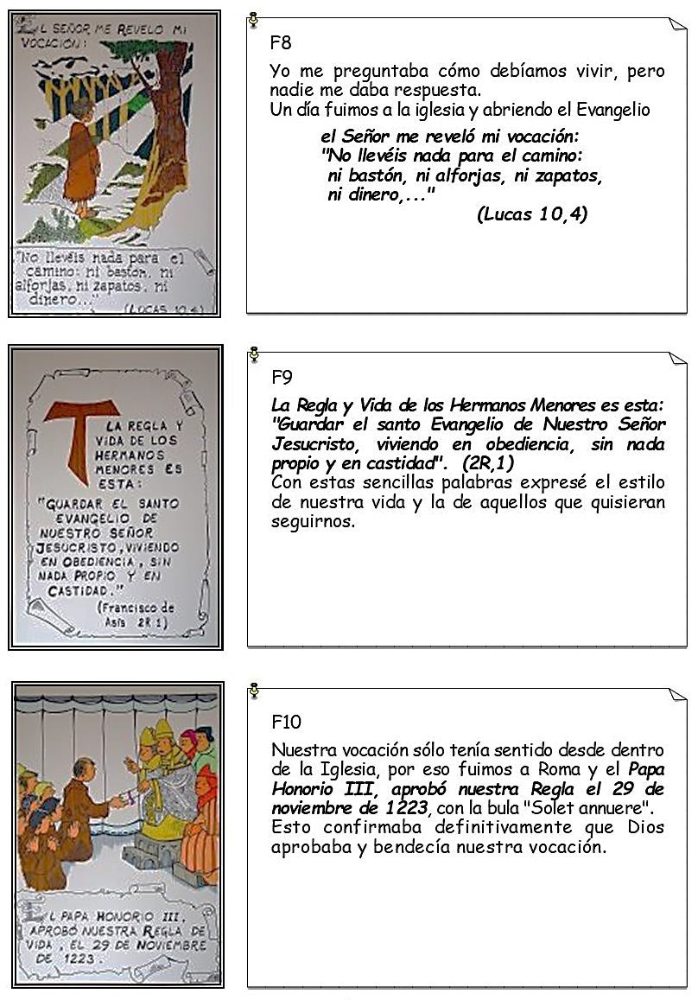 EL SEÑOR ME REVELO MI
VOCACION:
"No llevéis nada para el
camino: ni bastón, ni
alforjas, ni zapatos, ni
dinero..."
(LUCAS 10,4)
F8
Yo me preguntaba cómo debíamos vivir, pero
nadie me daba respuesta.
Un día fuimos a la iglesia y abriendo el Evangelio
el Señor me reveló mi vocación:
"No llevéis nada para el camino:
ni bastón, ni alforjas, ni zapatos,
ni dinero,..."
(Lucas 10,4)
T LA REGLA Y
VIDA DE LOS
HERMANOS
MENORES ES
ESTA:
"GUARDAR EL SANTO
EVANGELIO DE
NUESTRO SEÑOR
JESUCRISTO, VIVIENDO
EN OBEDIENCIA, SIN
NADA PROPIO Y EN
CASTIDAD."
(Francisco de
Asís 2R 1)
F9
La Regla y Vida de los Hermanos Menores es esta:
"Guardar el santo Evangelio de Nuestro Señor
Jesucristo, viviendo en obediencia, sin nada
propio y en castidad". (2R,1)
Con estas sencillas palabras expresé el estilo
de nuestra vida y la de aquellos que quisieran
seguirnos.
EL PAPA HONORIO III,
APROBÓ NUESTRA REGLA DE
VIDA, EL 29 DE NOVIEMBRE
DE 1223.
F10
Nuestra vocación sólo tenía sentido desde dentro
de la Iglesia, por eso fuimos a Roma y el Papa
Honorio III, aprobó nuestra Regla el 29 de
noviembre de 1223, con la bula "Solet annuere".
Esto confirmaba definitivamente que Dios
aprobaba y bendecía nuestra vocación.